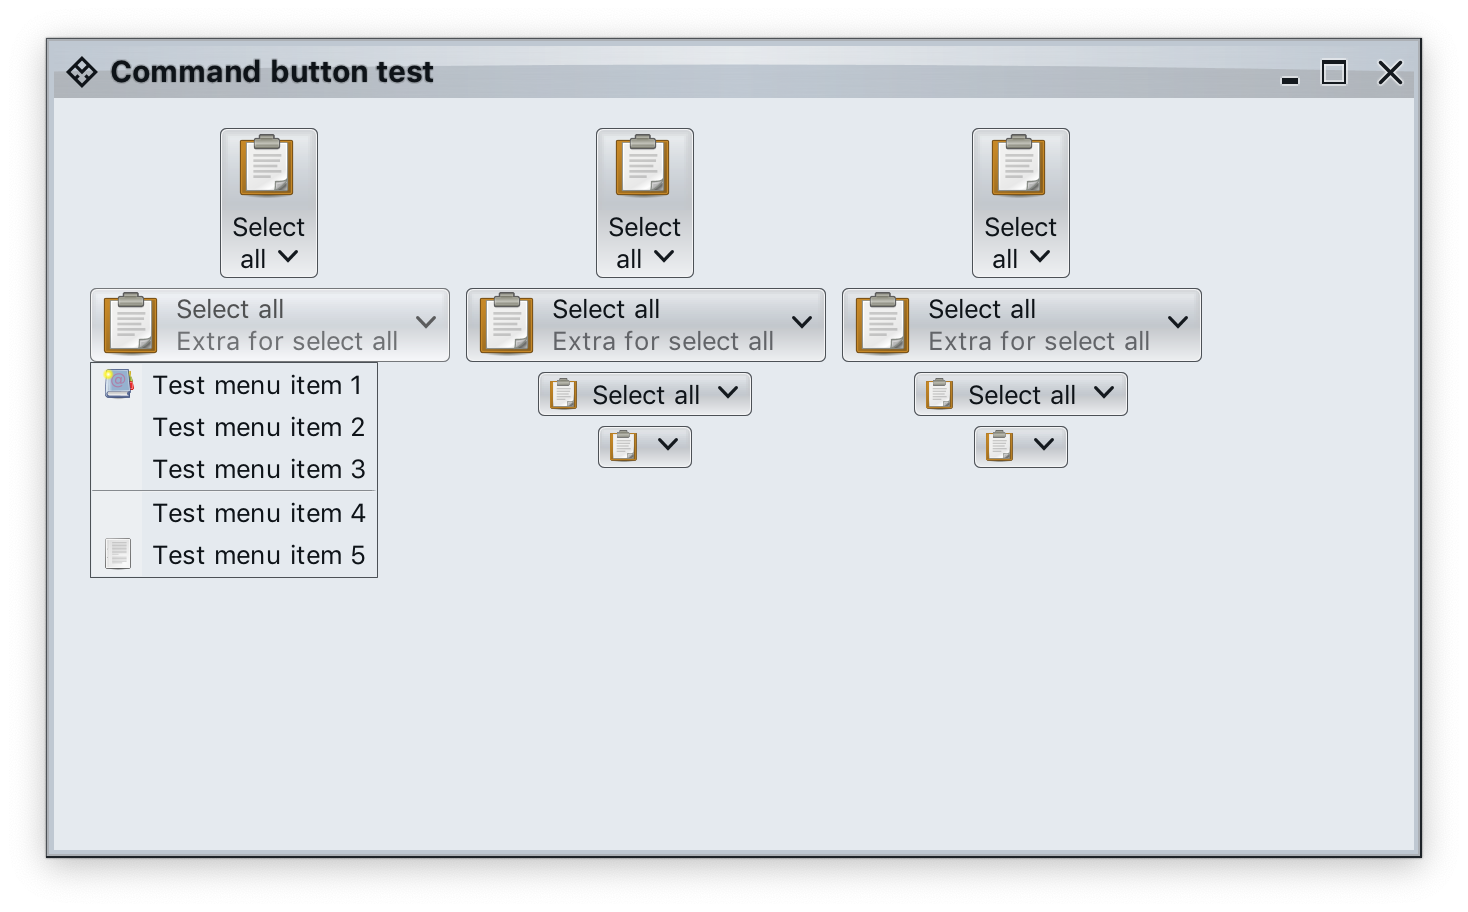 Command button test
Select
all
Select
all
Select
all
Select all
Extra for select all
Select all
Extra for select all
Select all
Extra for select all
Test menu item 1
Test menu item 2
Test menu item 3
Test menu item 4
Test menu item 5
Select all
Select all